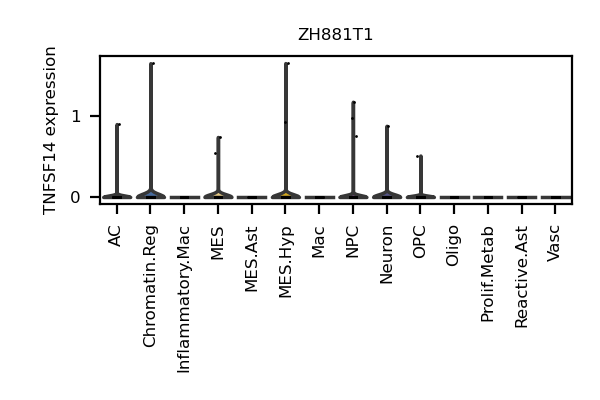 ZH881T1
TNFSF14 expression
1
0
AC
Chromatin.Reg
Inflammatory.Mac
MES
MES.Ast
MES.Hyp
Mac
NPC
Neuron
OPC
Oligo
Prolif.Metab
Reactive.Ast
Vasc